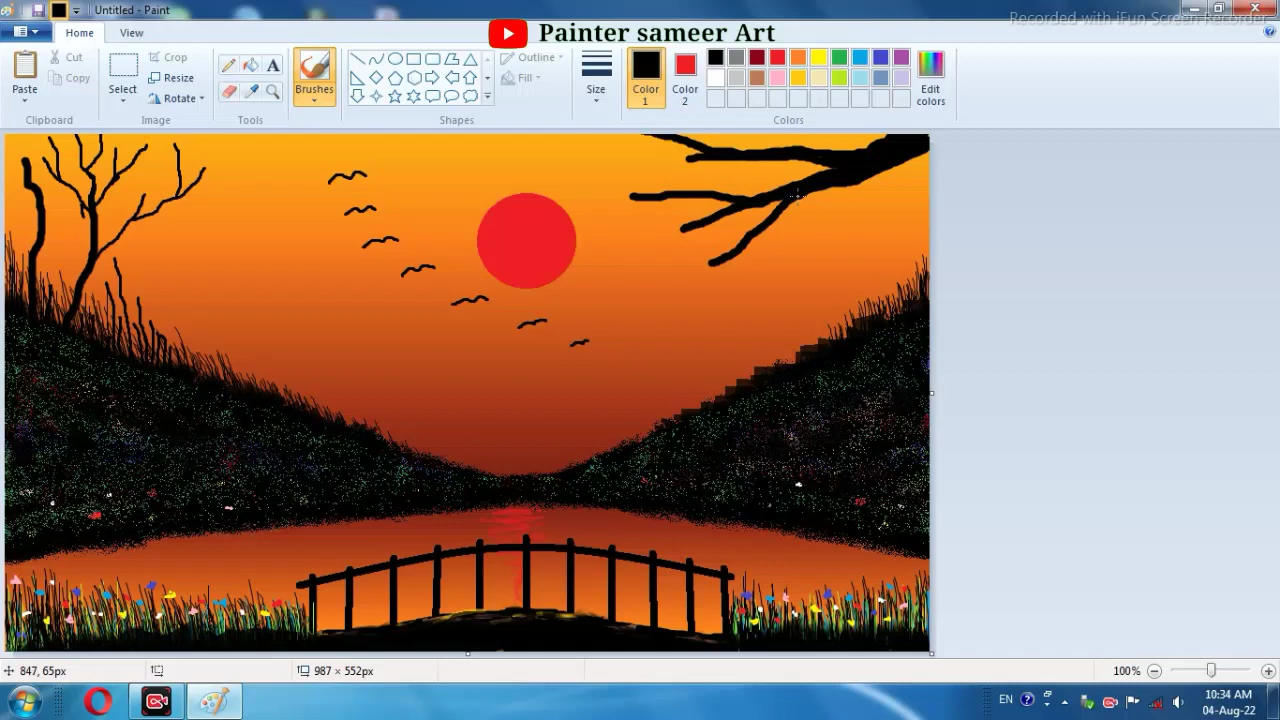 Untitled - Paint
Painter sameer Art
Recorded with iFun Screen Recorder
Home
View
Paste
Cut
Copy
Clipboard
Select
Crop
Resize
Rotate
Image
Tools
Brushes
Outline
Fill
Shapes
Size
Color 1
Color 2
Edit colors
Colors
847, 65px
987 × 552px
100%
EN
10:34 AM
04-Aug-22